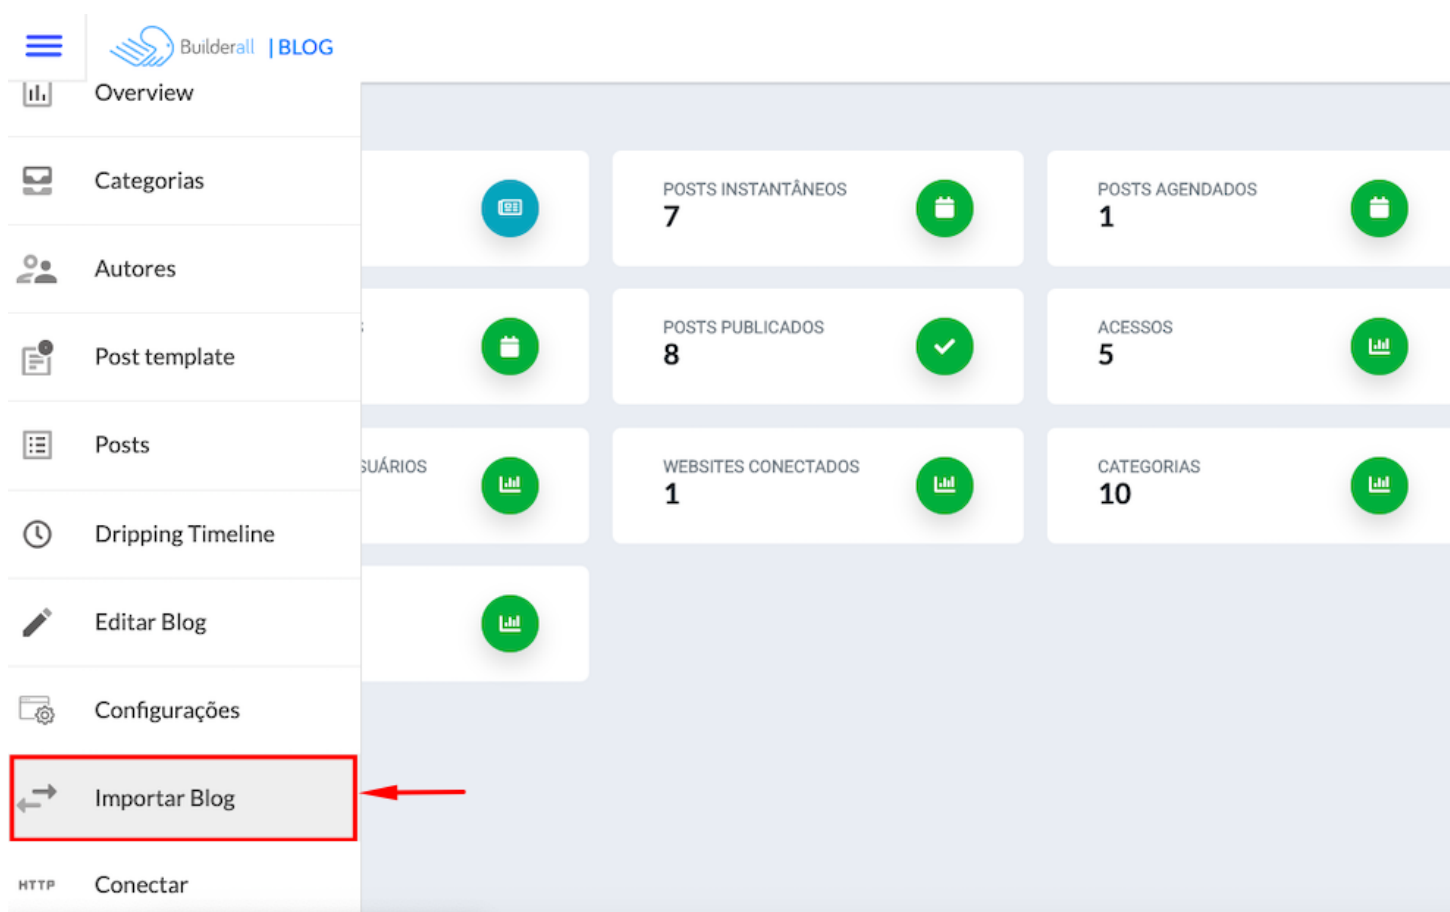 Builderall | BLOG
Overview
Categorias
Autores
Post template
Posts
Dripping Timeline
Editar Blog
Configurações
Importar Blog
HTTP Conectar
POSTS INSTANTÂNEOS
7
POSTS AGENDADOS
1
POSTS PUBLICADOS
8
ACESSOS
5
SUÁRIOS
WEBSITES CONECTADOS
1
CATEGORIAS
10